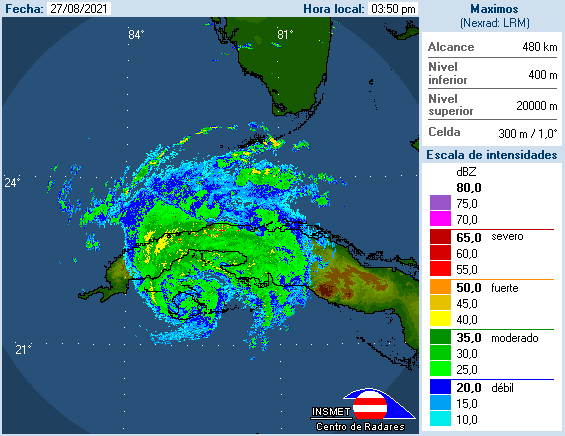 Fecha: 27/08/2021 Hora local: 03:50 pm
84°
81°
24°
21°
INSMET
Centro de Radares
Maximos
(Nexrad: LRM)
Alcance 480 km
Nivel
inferior 400 m
Nivel
superior 20000 m
Celda 300 m / 1,0°
Escala de intensidades
dBZ
80,0
75,0
70,0
65,0 severo
60,0
55,0
50,0 fuerte
45,0
40,0
35,0 moderado
30,0
25,0
20,0 débil
15,0
10,0